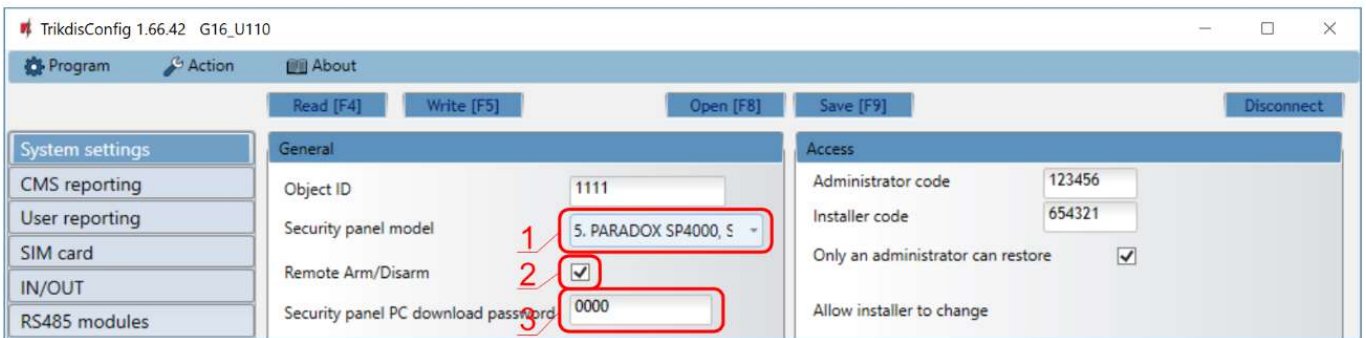 TrikdisConfig 1.66.42 G16_U110
Program Action About
Read [F4] Write [F5] Open [F8] Save [F9] Disconnect
System settings
CMS reporting
User reporting
SIM card
IN/OUT
RS485 modules
General
Object ID 1111
Security panel model 1 5. PARADOX SP4000, S
Remote Arm/Disarm 2
Security panel PC download password 3 0000
Access
Administrator code 123456
Installer code 654321
Only an administrator can restore
Allow installer to change